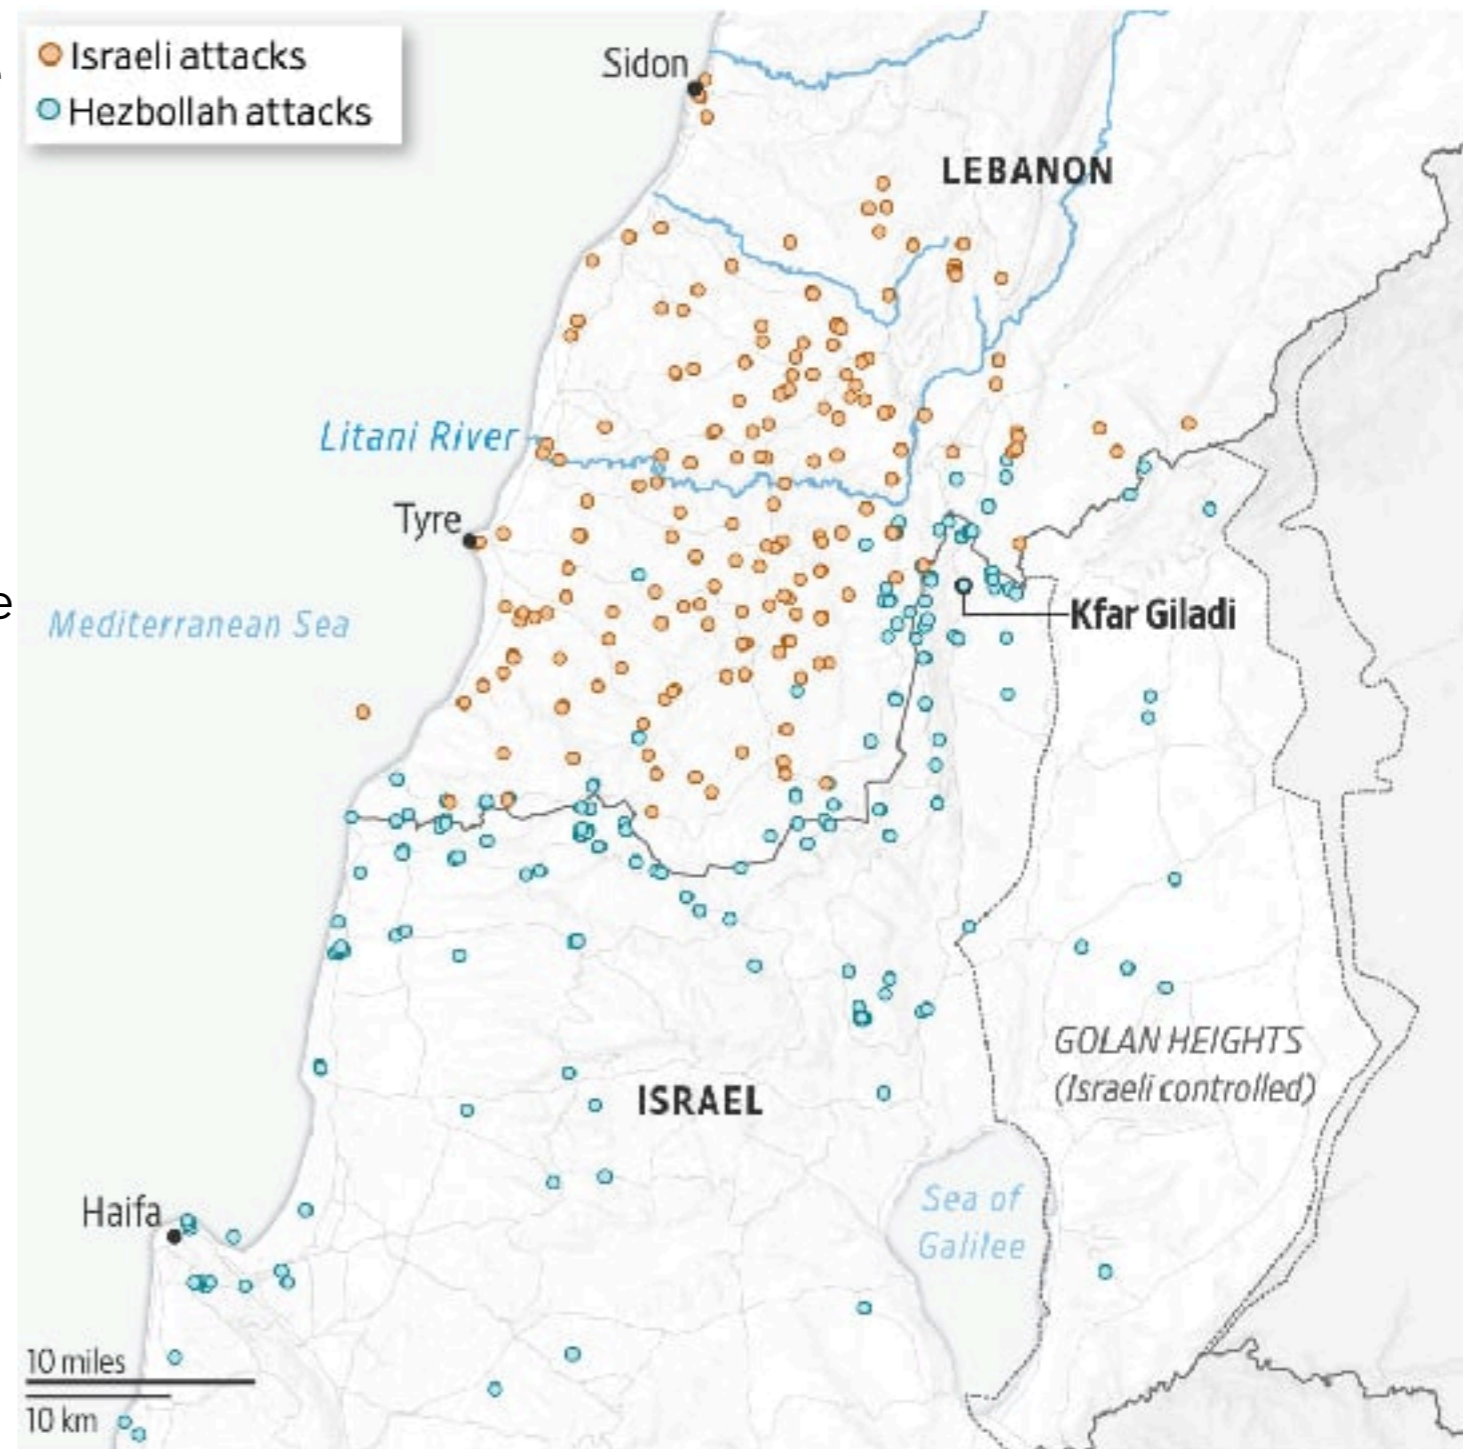 Israeli attacks
Hezbollah attacks
Sidon
LEBANON
Litani River
Tyre
e
Mediterranean Sea
Kfar Giladi
GOLAN HEIGHTS
(Israeli controlled)
ISRAEL
Haifa
Sea of
Galilee
10 miles
10 km